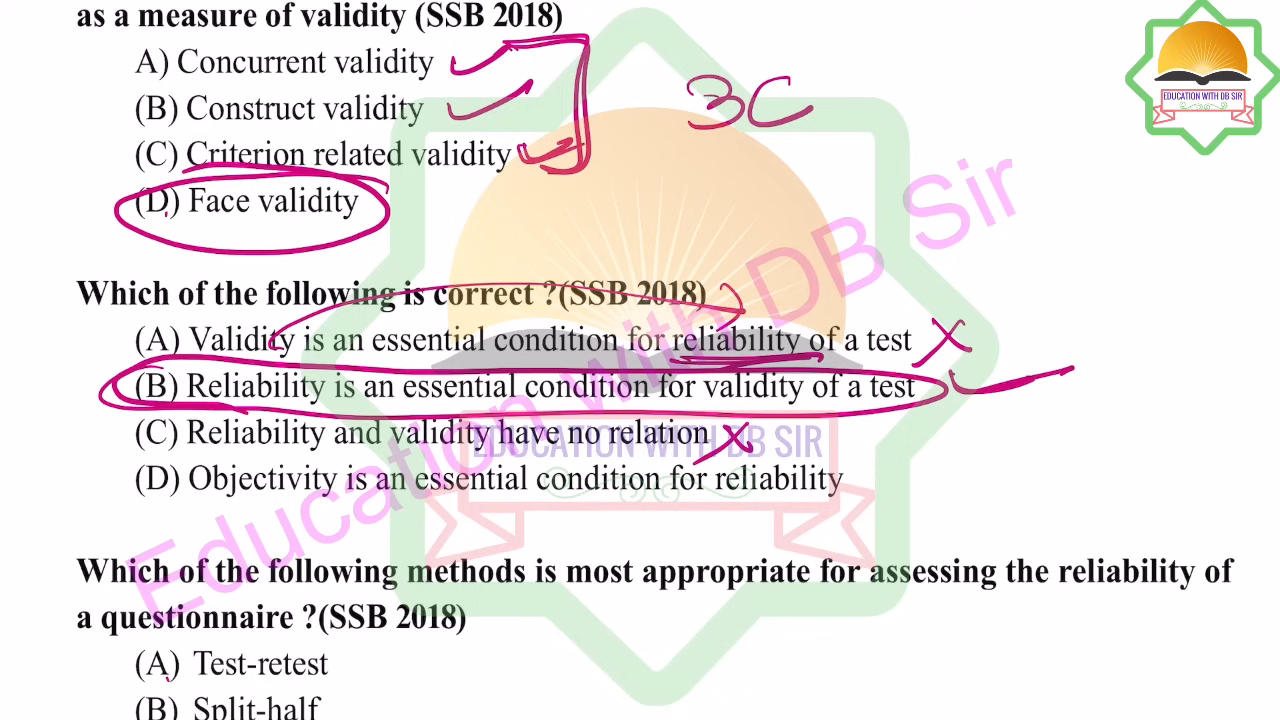 as a measure of validity (SSB 2018)
A) Concurrent validity
(B) Construct validity
3C
(C) Criterion related validity
(D) Face validity
EDUCATION WITH DB SIR
Which of the following is correct ?(SSB 2018)
(A) Validity is an essential condition for reliability of a test
(B) Reliability is an essential condition for validity of a test
(C) Reliability and validity have no relation
(D) Objectivity is an essential condition for reliability
EDUCATION WITH DB SIR
Education with DB Sir
Which of the following methods is most appropriate for assessing the reliability of
a questionnaire ?(SSB 2018)
(A) Test-retest
(B) Split-half